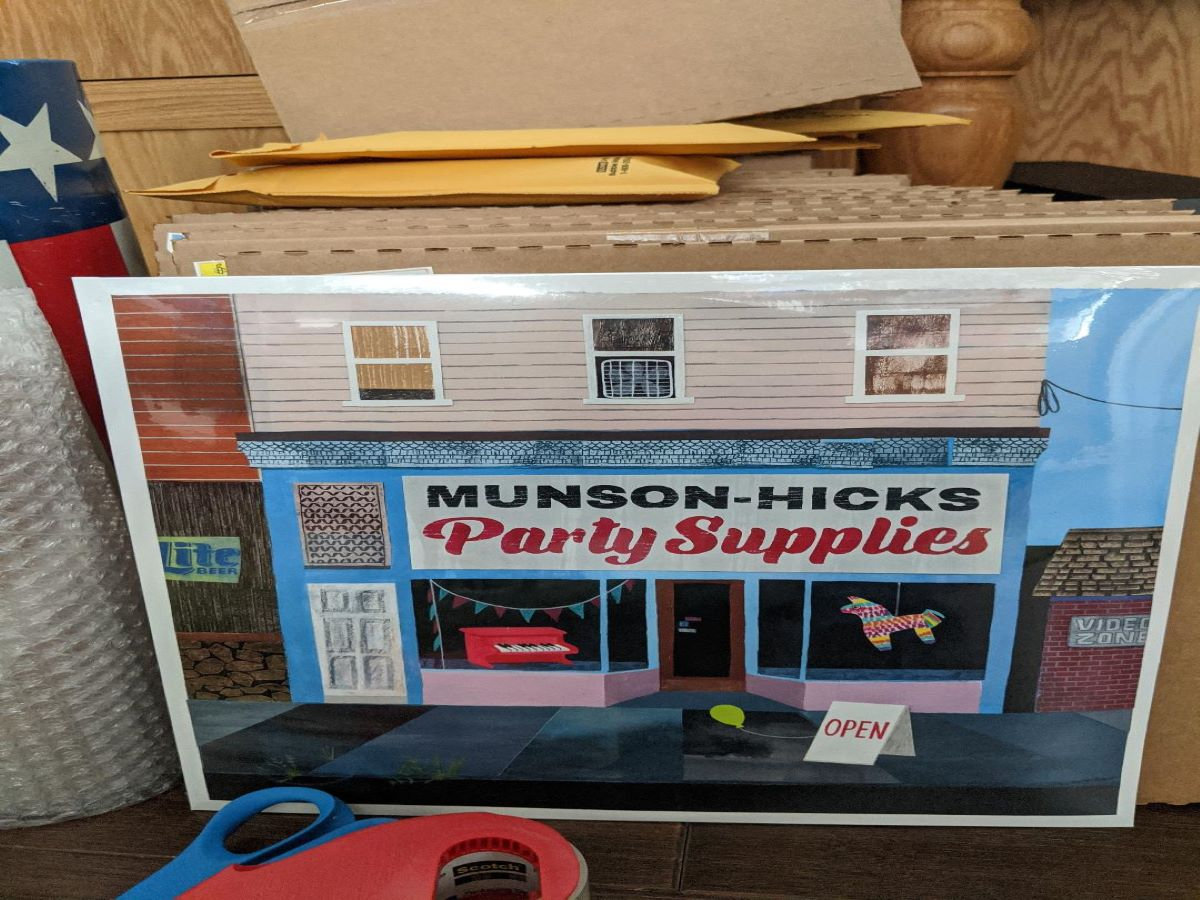 MUNSON-HICKS
Party Supplies
Lite
BEER
VIDEO
ZONE
OPEN
Scotch